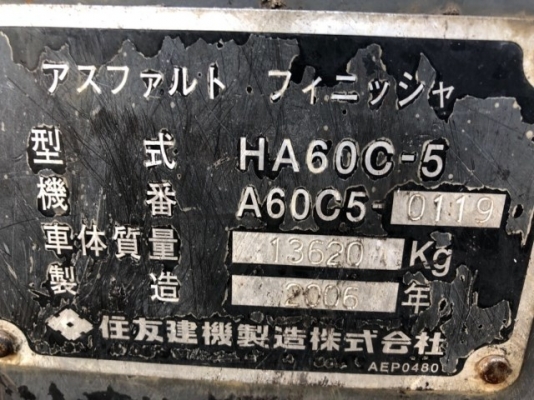 アスファルト フィニッシャ
型 式 HA60C-5
機 番 A60C5-0119
車体質量 13620 Kg
製 造 2006 年
住友建機製造株式会社
AEP0480